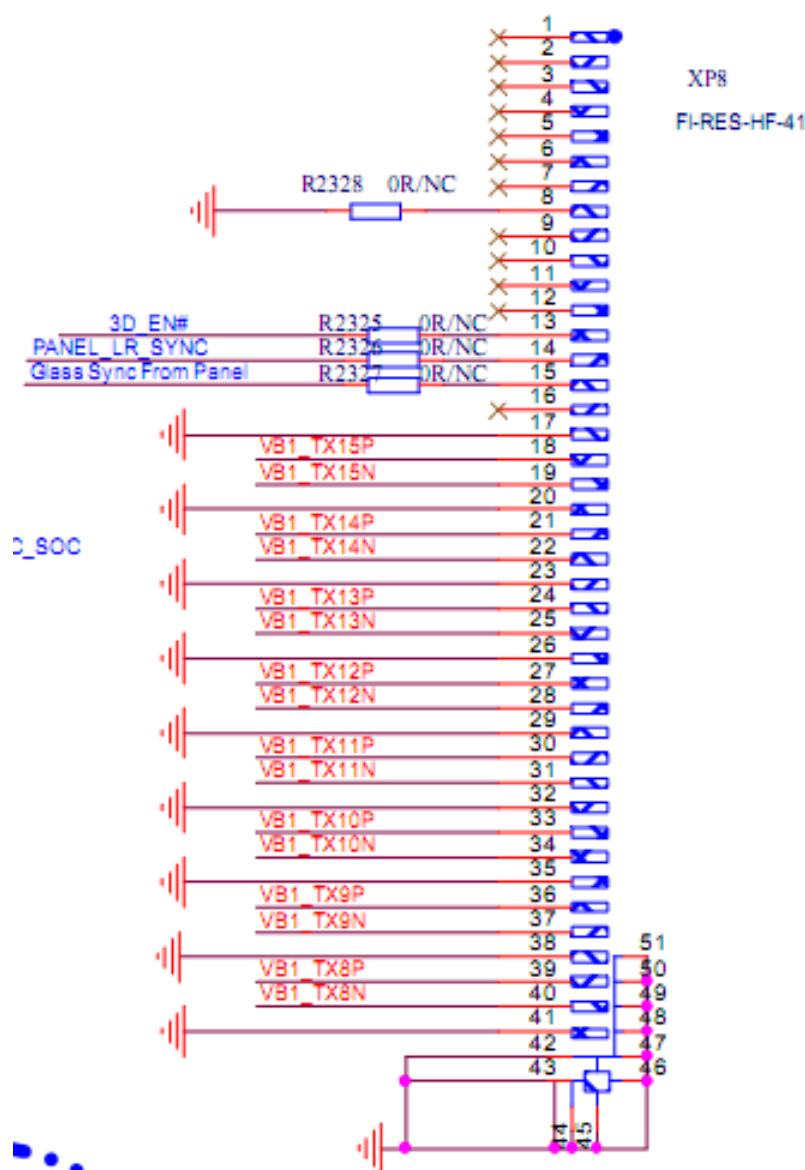 1
2
XP8
3
4
FI-RES-HF-41
5
6
7
R2328 0R/NC
8
9
10
11
12
3D_EN# R2325 0R/NC
13
PANEL_LR_SYNC R2326 0R/NC
14
Glass Sync From Panel R2327 0R/NC
15
16
17
VB1_TX15P
18
VB1_TX15N
19
20
VB1_TX14P
21
VB1_TX14N
C_SOC
22
23
VB1_TX13P
24
VB1_TX13N
25
26
VB1_TX12P
27
VB1_TX12N
28
29
VB1_TX11P
30
VB1_TX11N
31
32
VB1_TX10P
33
VB1_TX10N
34
35
VB1_TX9P
36
VB1_TX9N
37
38 51
VB1_TX8P
39 50
VB1_TX8N
40 49
41 48
42 47
43 46
44
45